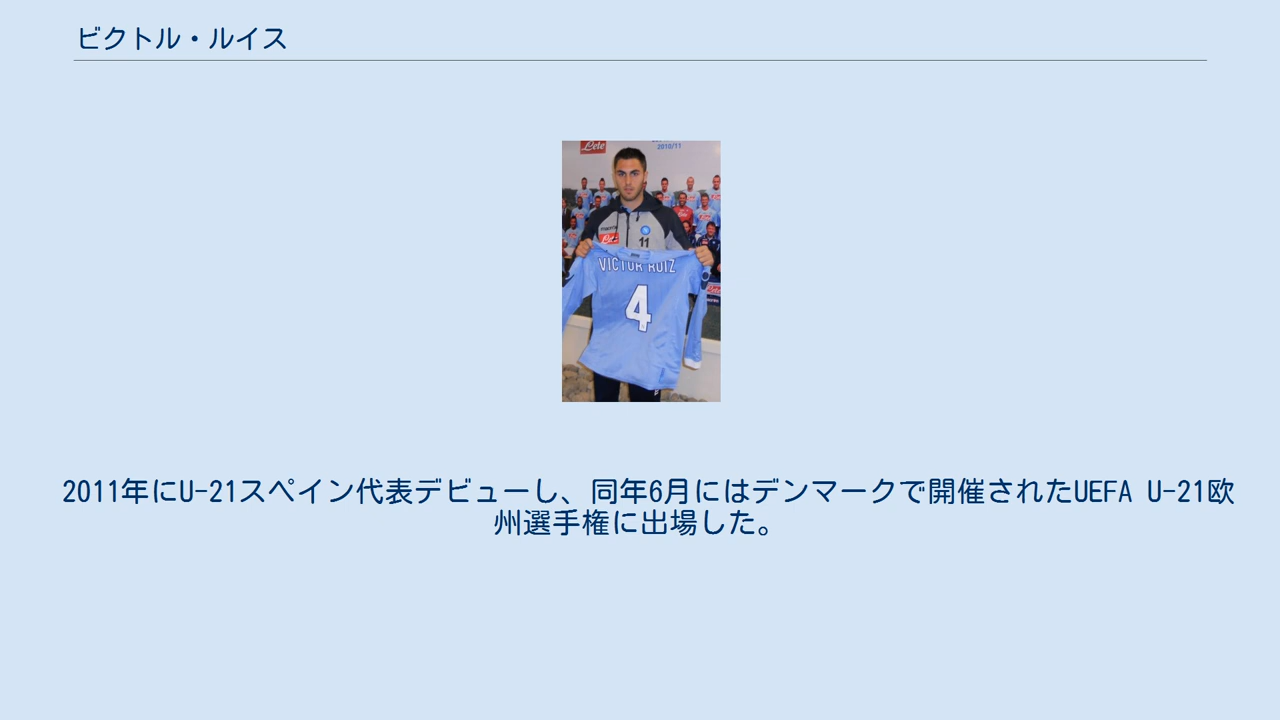 ビクトル・ルイス
Lete
2010/11
11
VICTOR RUIZ
4
2011年にU-21スペイン代表デビューし、同年6月にはデンマークで開催されたUEFA U-21欧
州選手権に出場した。